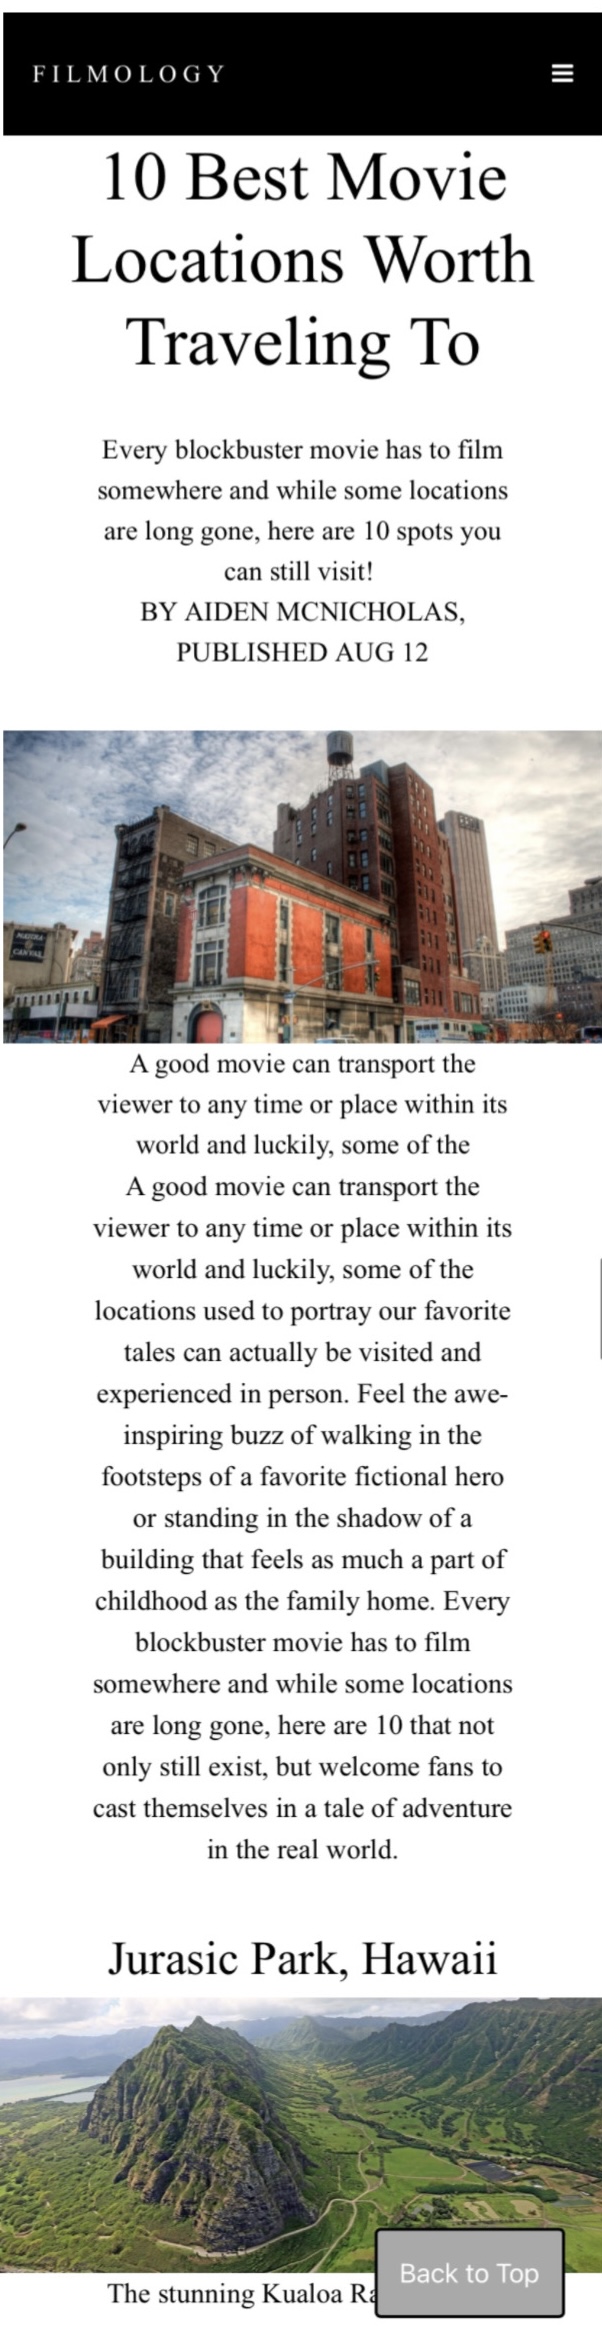 FILMOLOGY
10 Best Movie
Locations Worth
Traveling To
Every blockbuster movie has to film
somewhere and while some locations
are long gone, here are 10 spots you
can still visit!
BY AIDEN MCNICHOLAS,
PUBLISHED AUG 12
A good movie can transport the
viewer to any time or place within its
world and luckily, some of the
A good movie can transport the
viewer to any time or place within its
world and luckily, some of the
locations used to portray our favorite
tales can actually be visited and
experienced in person. Feel the awe-
inspiring buzz of walking in the
footsteps of a favorite fictional hero
or standing in the shadow of a
building that feels as much a part of
childhood as the family home. Every
blockbuster movie has to film
somewhere and while some locations
are long gone, here are 10 that not
only still exist, but welcome fans to
cast themselves in a tale of adventure
in the real world.
Jurasic Park, Hawaii
The stunning Kualoa Ra
Back to Top